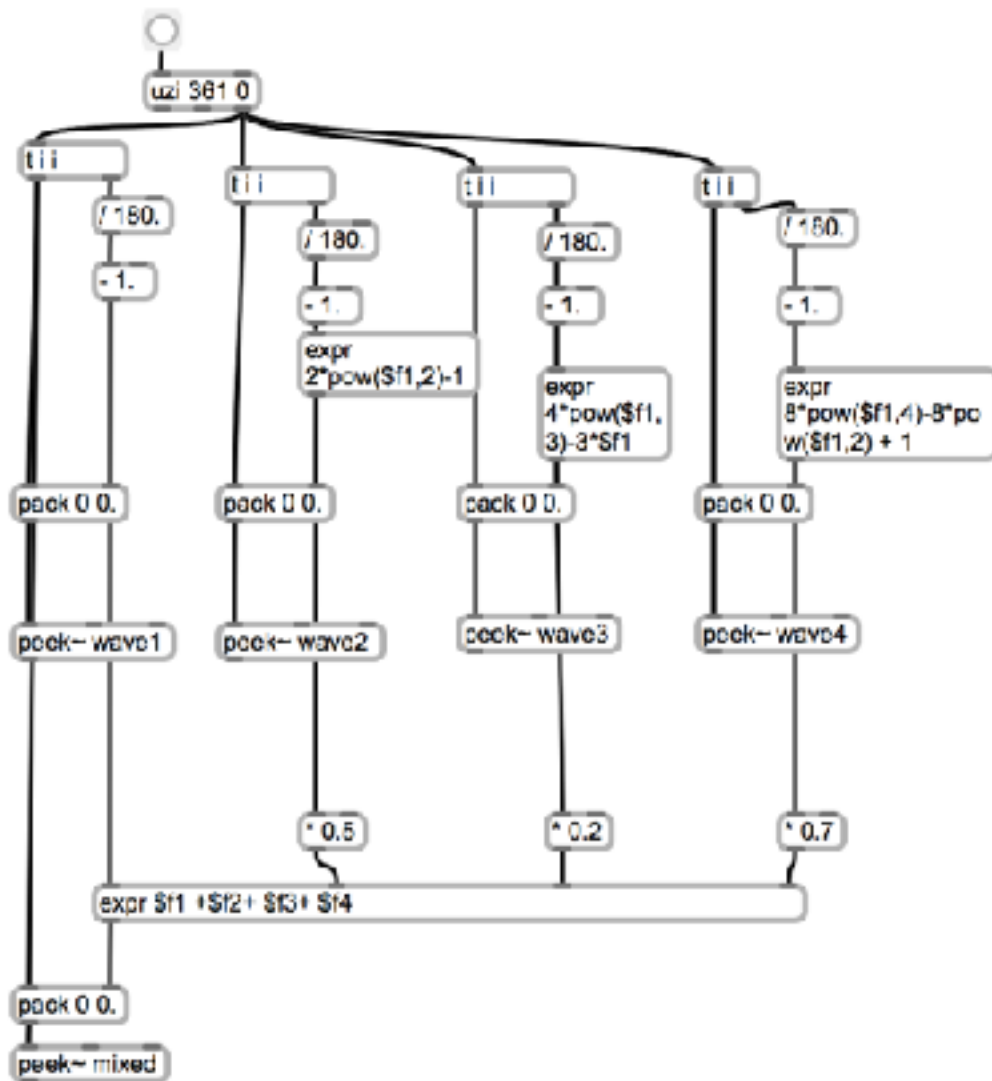 uzi 361 0
t i i
t i i
t i i
t i i
/ 180.
/ 180.
/ 180.
/ 180.
- 1.
- 1.
- 1.
- 1.
expr
2*pow($f1,2)-1
expr
4*pow($f1,
3)-3*$f1
expr
8*pow($f1,4)-8*po
w($f1,2) + 1
pack 0 0.
pack 0 0.
pack 0 0.
pack 0 0.
peek~ wave1
peek~ wave2
peek~ wave3
peek~ wave4
* 0.5
* 0.2
* 0.7
expr $f1 +$f2+ $f3+ $f4
pack 0 0.
peek~ mixed